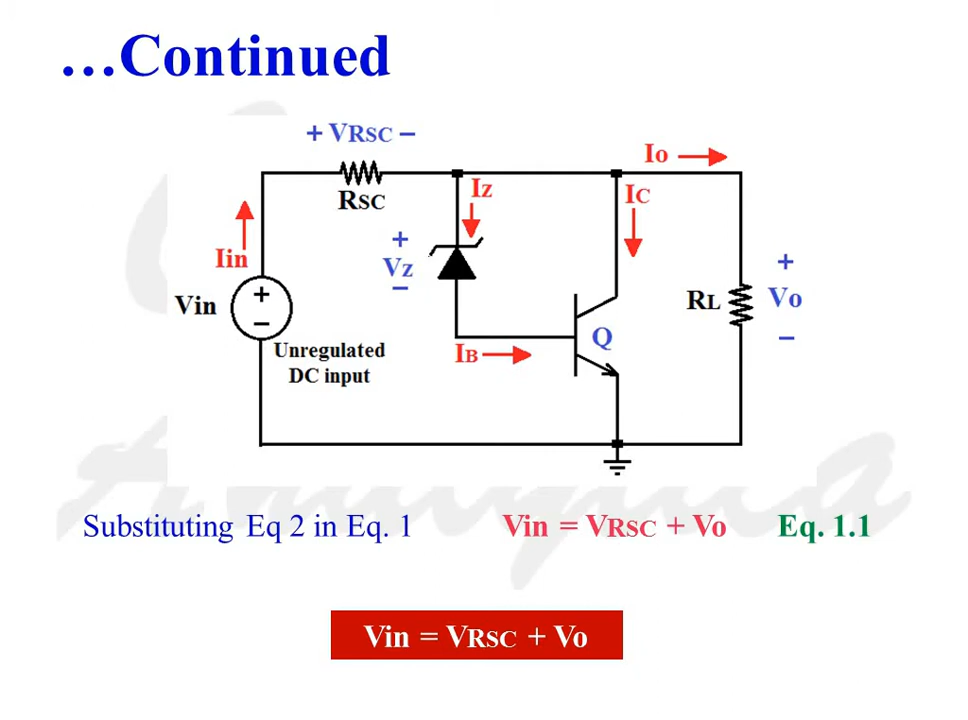 …Continued
+ VRSC −
RSC
Io
Iz
IC
Iin
+
Vz
−
Vin
+
−
Unregulated
DC input
IB
Q
RL
+
Vo
−
Substituting Eq 2 in Eq. 1
Vin = VRSC + Vo
Eq. 1.1
Vin = VRSC + Vo